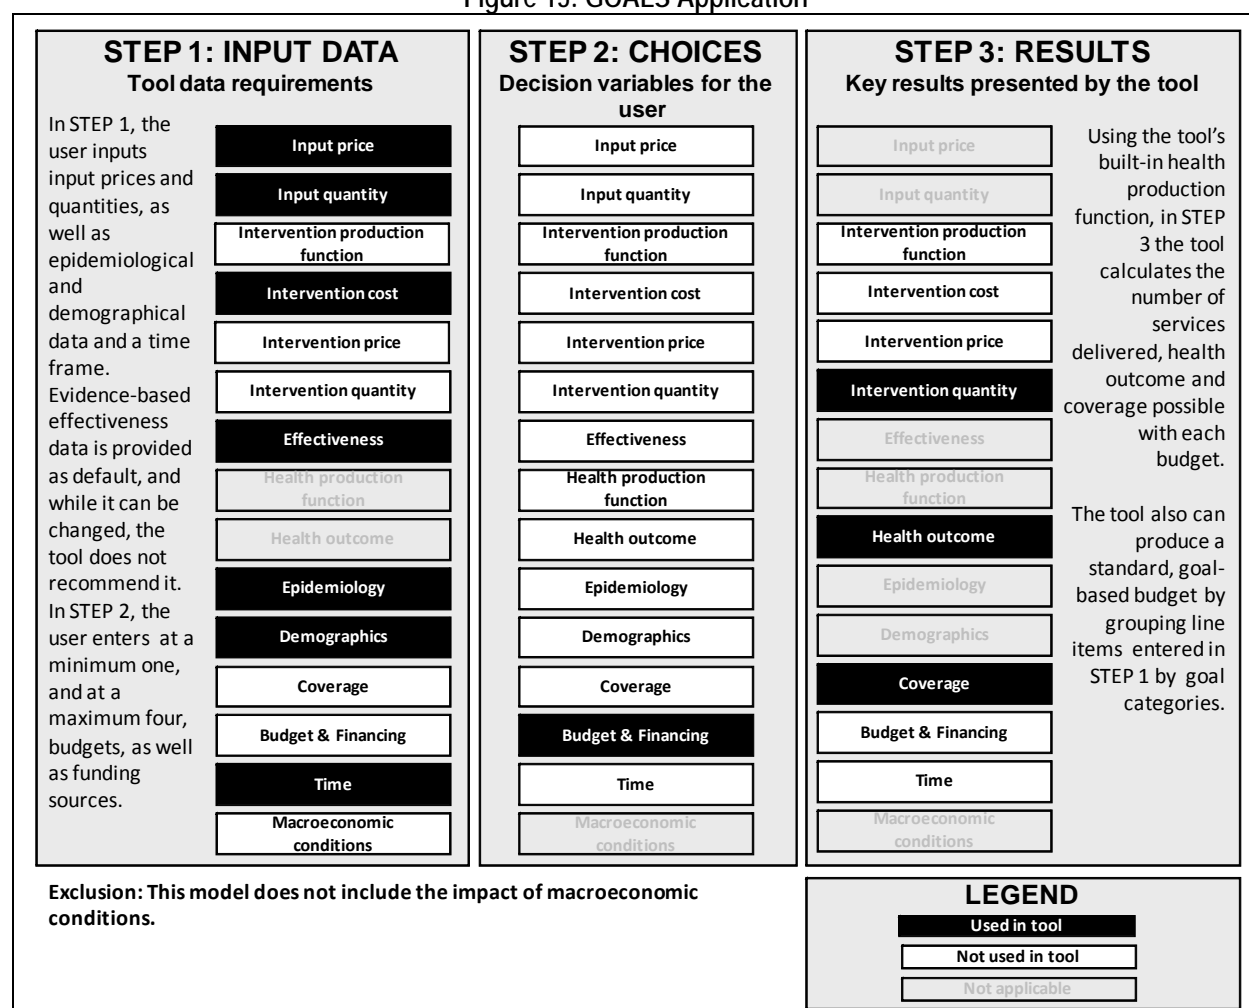 Figure 15: GOALS Application
STEP 1: INPUT DATA
Tool data requirements
In STEP 1, the
user inputs
input prices and
quantities, as
well as
epidemiological
and
demographical
data and a time
frame.
Evidence-based
effectiveness
data is provided
as default, and
while it can be
changed, the
tool does not
recommend it.
In STEP 2, the
user enters at a
minimum one,
and at a
maximum four,
budgets, as well
as funding
sources.
Input price
Input quantity
Intervention production
function
Intervention cost
Intervention price
Intervention quantity
Effectiveness
Health production
function
Health outcome
Epidemiology
Demographics
Coverage
Budget & Financing
Time
Macroeconomic
conditions
STEP 2: CHOICES
Decision variables for the
user
Input price
Input quantity
Intervention production
function
Intervention cost
Intervention price
Intervention quantity
Effectiveness
Health production
function
Health outcome
Epidemiology
Demographics
Coverage
Budget & Financing
Time
Macroeconomic
conditions
STEP 3: RESULTS
Key results presented by the tool
Input price
Input quantity
Intervention production
function
Intervention cost
Intervention price
Intervention quantity
Effectiveness
Health production
function
Health outcome
Epidemiology
Demographics
Coverage
Budget & Financing
Time
Macroeconomic
conditions
Using the tool's
built-in health
production
function, in STEP
3 the tool
calculates the
number of
services
delivered, health
outcome and
coverage possible
with each
budget.
The tool also can
produce a
standard, goal-
based budget by
grouping line
items entered in
STEP 1 by goal
categories.
Exclusion: This model does not include the impact of macroeconomic
conditions.
LEGEND
Used in tool
Not used in tool
Not applicable